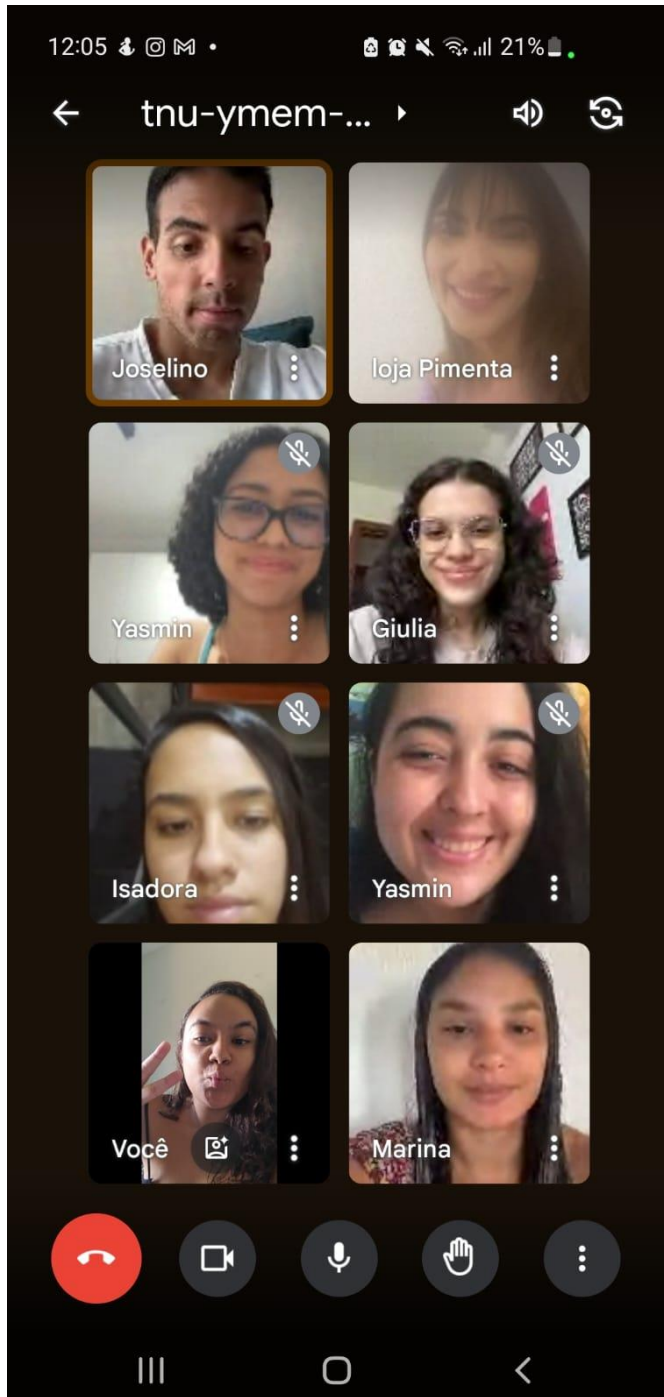 12:05 21%
tnu-ymem-...
Joselino
loja Pimenta
Yasmin
Giulia
Isadora
Yasmin
Você
Marina